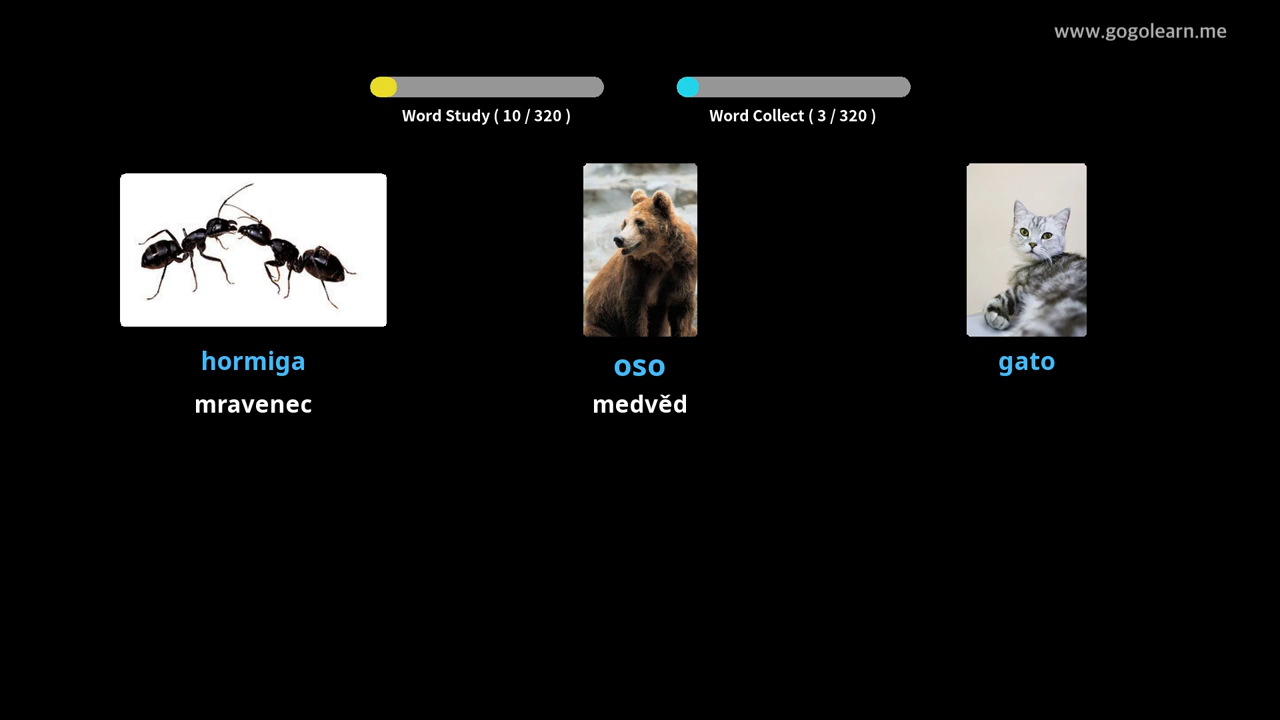 www.gogolearn.me
Word Study ( 10 / 320 )
Word Collect ( 3 / 320 )
hormiga
mravenec
oso
medvěd
gato